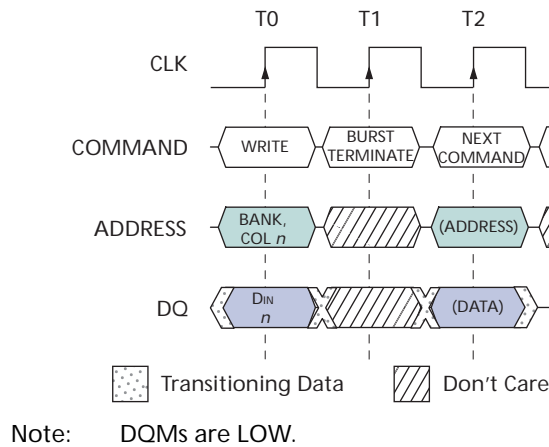 T0 T1 T2
CLK
COMMAND WRITE BURST TERMINATE NEXT COMMAND
ADDRESS BANK, COL n (ADDRESS)
DQ DIN n (DATA)
Transitioning Data Don't Care
Note: DQMs are LOW.